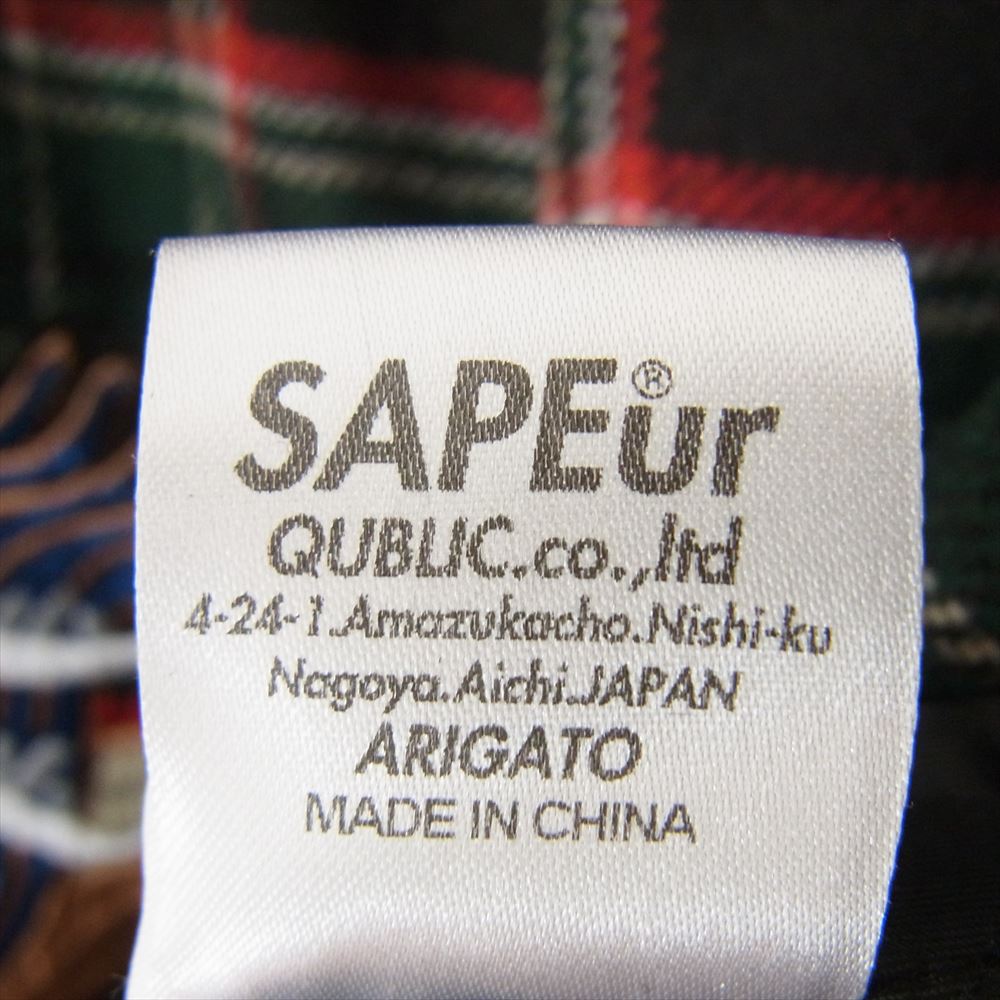 SAPEur®
QUBLIC.co.,ltd
4-24-1.Amazukacho.Nishi-ku
Nagoya.Aichi.JAPAN
ARIGATO
MADE IN CHINA